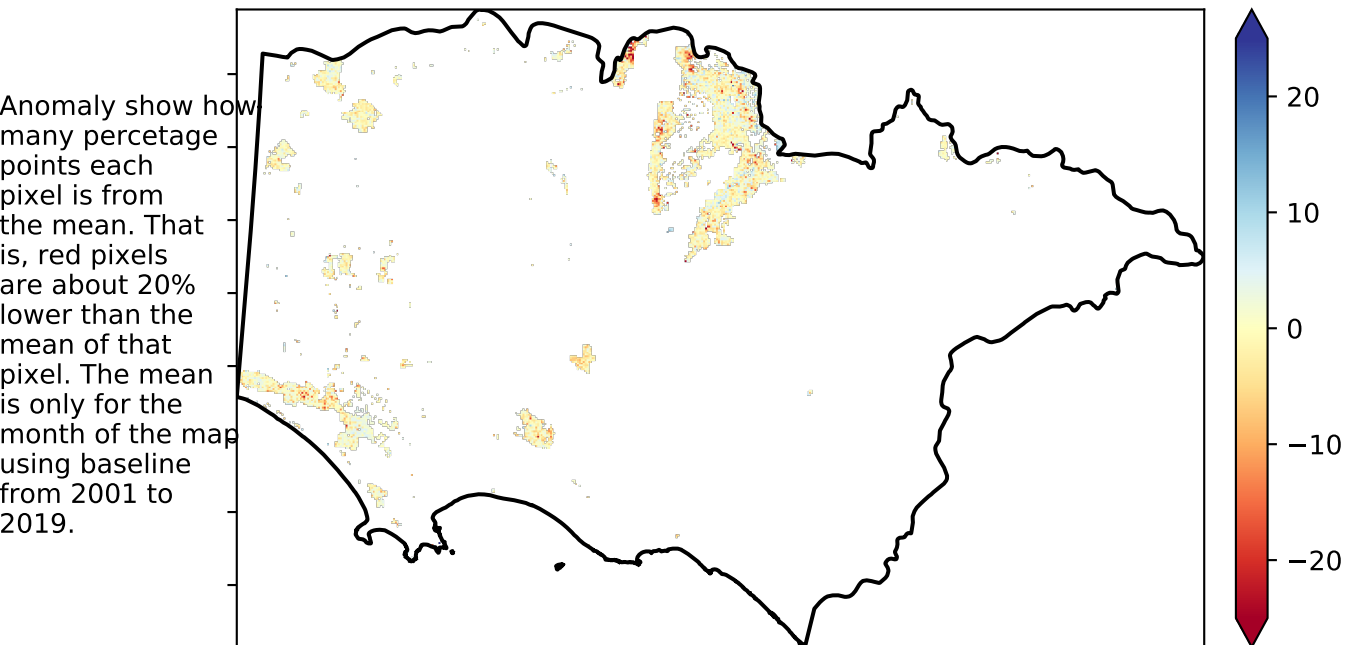 Anomaly show how
many percetage
points each
pixel is from
the mean. That
is, red pixels
are about 20%
lower than the
mean of that
pixel. The mean
is only for the
month of the map
using baseline
from 2001 to
2019.
20
10
0
−10
−20